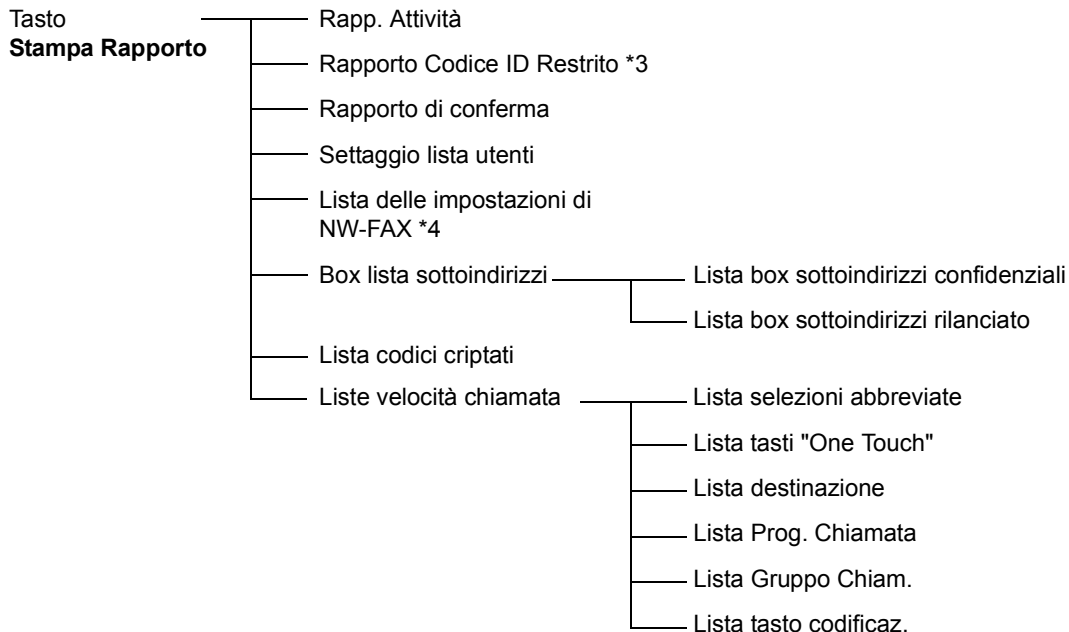 Tasto
Stampa Rapporto
Rapp. Attività
Rapporto Codice ID Restrito *3
Rapporto di conferma
Settaggio lista utenti
Lista delle impostazioni di
NW-FAX *4
Box lista sottoindirizzi
Lista box sottoindirizzi confidenziali
Lista box sottoindirizzi rilanciato
Lista codici criptati
Liste velocità chiamata
Lista selezioni abbreviate
Lista tasti "One Touch"
Lista destinazione
Lista Prog. Chiamata
Lista Gruppo Chiam.
Lista tasto codificaz.